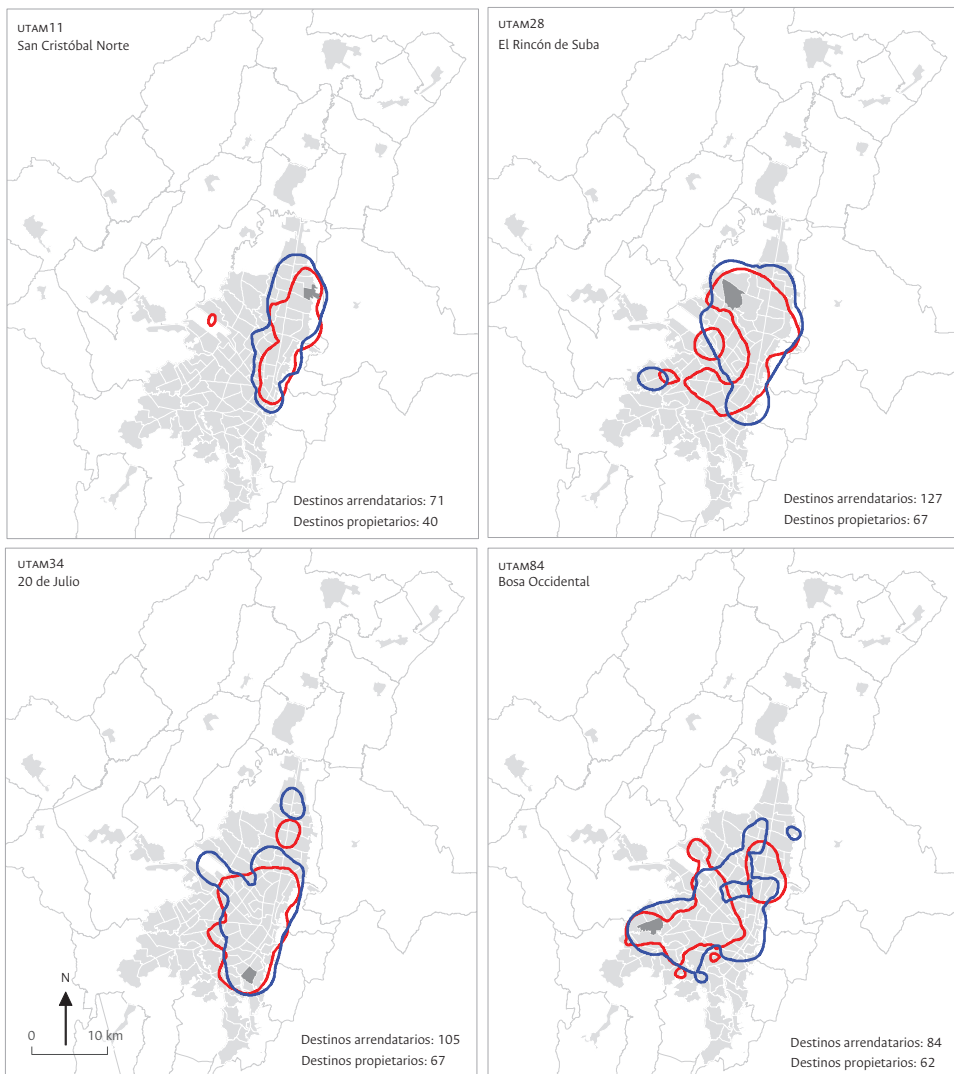 UTAM11
San Cristóbal Norte
Destinos arrendatarios: 71
Destinos propietarios: 40
UTAM28
El Rincón de Suba
Destinos arrendatarios: 127
Destinos propietarios: 67
UTAM34
20 de Julio
N
0 10 km
Destinos arrendatarios: 105
Destinos propietarios: 67
UTAM84
Bosa Occidental
Destinos arrendatarios: 84
Destinos propietarios: 62